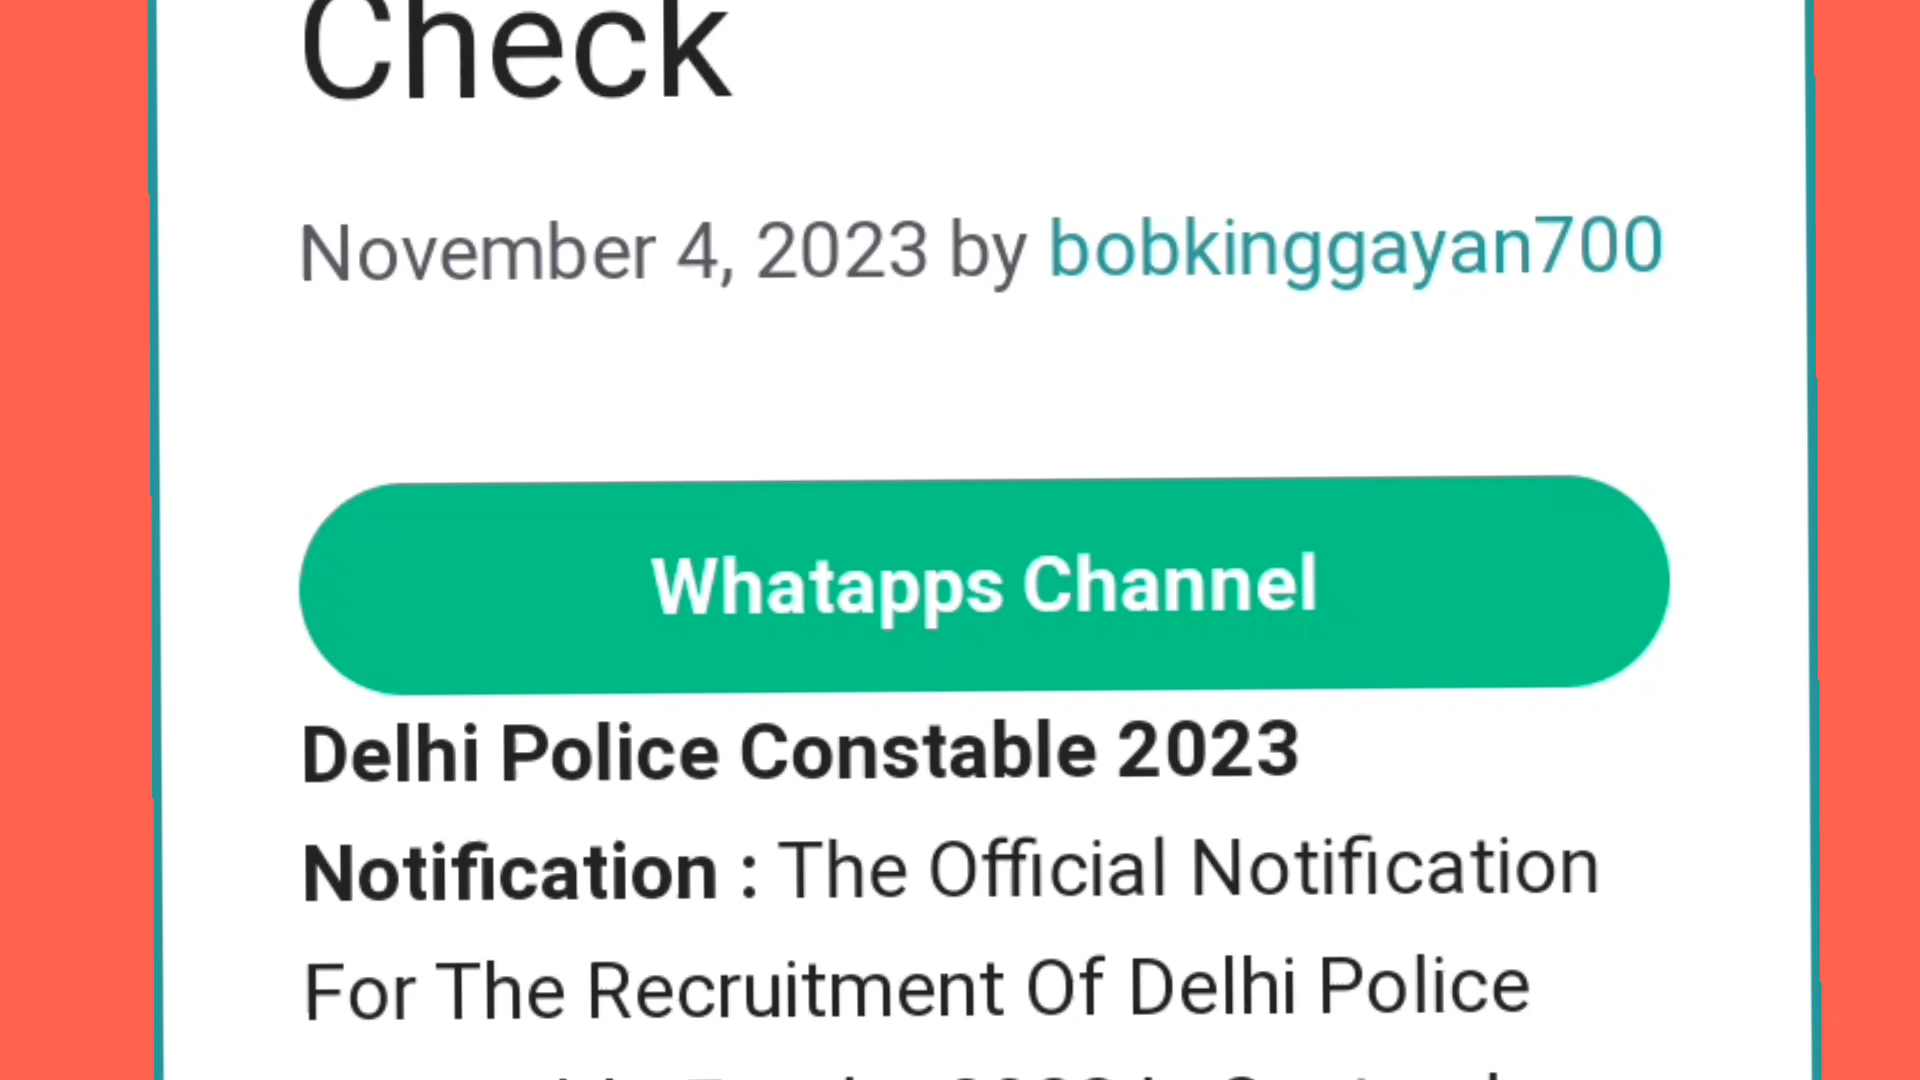 Check
November 4, 2023 by bobkinggayan700
Whatapps Channel
Delhi Police Constable 2023
Notification : The Official Notification
For The Recruitment Of Delhi Police